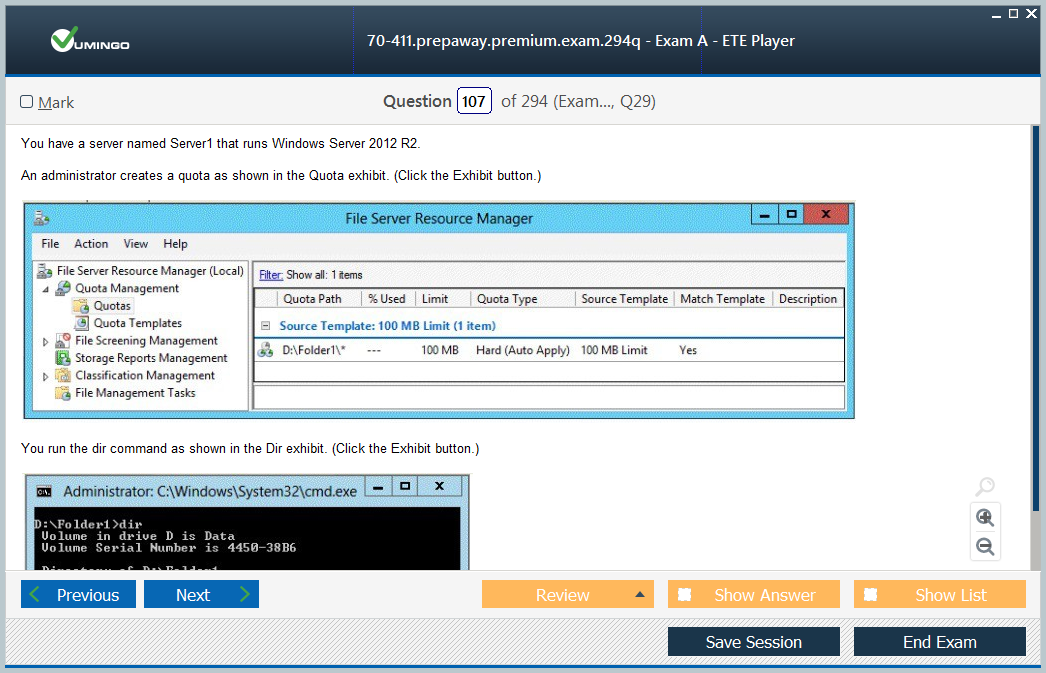 VUMINGO
70-411.prepaway.premium.exam.294q - Exam A - ETE Player
Mark
Question 107 of 294 (Exam..., Q29)
You have a server named Server1 that runs Windows Server 2012 R2.
An administrator creates a quota as shown in the Quota exhibit. (Click the Exhibit button.)
File Server Resource Manager
x
File Action View Help
File Server Resource Manager (Local)
Quota Management
Quotas
Quota Templates
File Screening Management
Storage Reports Management
Classification Management
File Management Tasks
Filter: Show all: 1 items
Quota Path % Used Limit Quota Type Source Template Match Template Description
Source Template: 100 MB Limit (1 item)
D:\Folder1\* --- 100 MB Hard (Auto Apply) 100 MB Limit Yes
You run the dir command as shown in the Dir exhibit. (Click the Exhibit button.)
C:\. Administrator: C:\Windows\System32\cmd.exe x
D:\Folder1>dir
Volume in drive D is Data
Volume Serial Number is 4450-38B6
Directory of D:\Folder1
Previous Next Review Show Answer Show List
Save Session End Exam